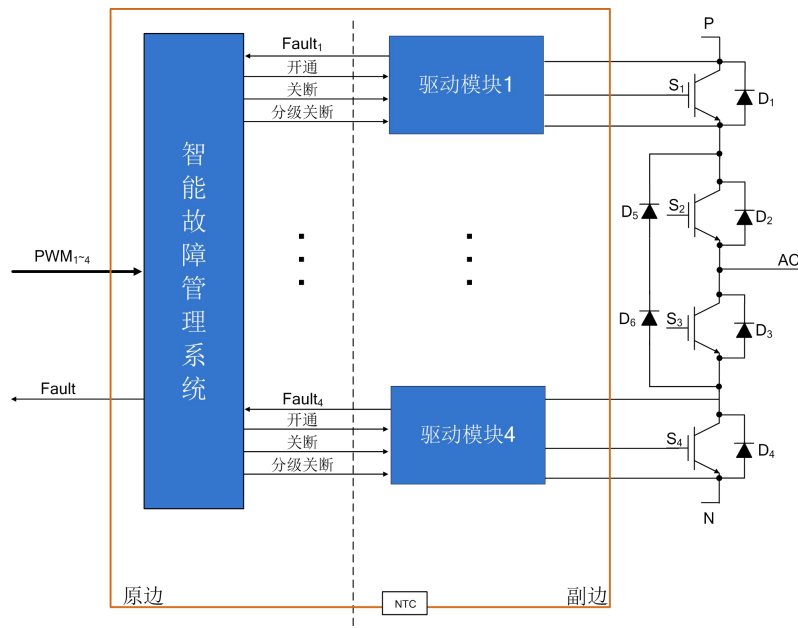 P
Fault₁
开通
关断
分级关断
驱动模块1
S₁
D₁
智能故障管理系统
D₅
S₂
D₂
PWM₁~₄
AC
D₆
S₃
D₃
Fault
Fault₄
开通
关断
分级关断
驱动模块4
S₄
D₄
N
原边
NTC
副边